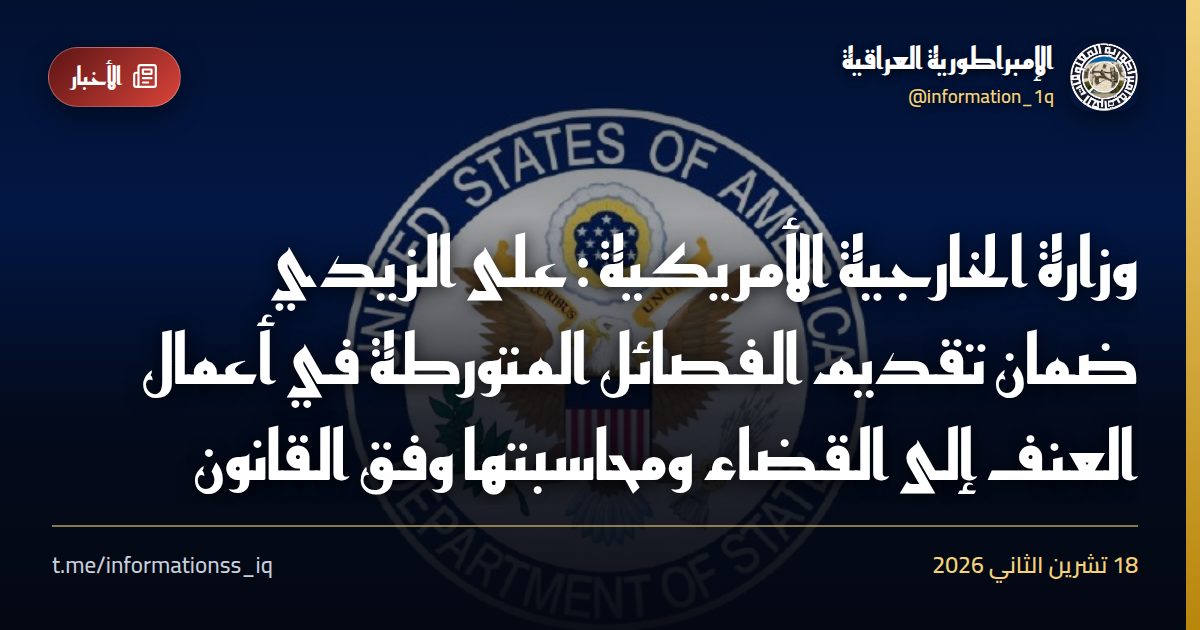 الإمبراطورية العراقية
@information_1q
الأخبار
UNITED STATES OF AMERICA
وزارة الخارجية الأمريكية : على الزيدي
ضمان تقديم الفصائل المتورطة في أعمال
العنف إلى القضاء ومحاسبتها وفق القانون
DEPARTMENT OF STATE
18 تشرين الثاني 2026
t.me/informationss_iq